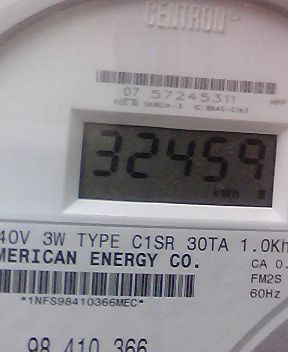 CENTRON
07 57245311
32459
kWh
40V 3W TYPE C1SR 30TA 1.0Kh
MERICAN ENERGY CO.
CA 0.
FM2S
*1NFS98410366MEC*
60Hz
98 410 366